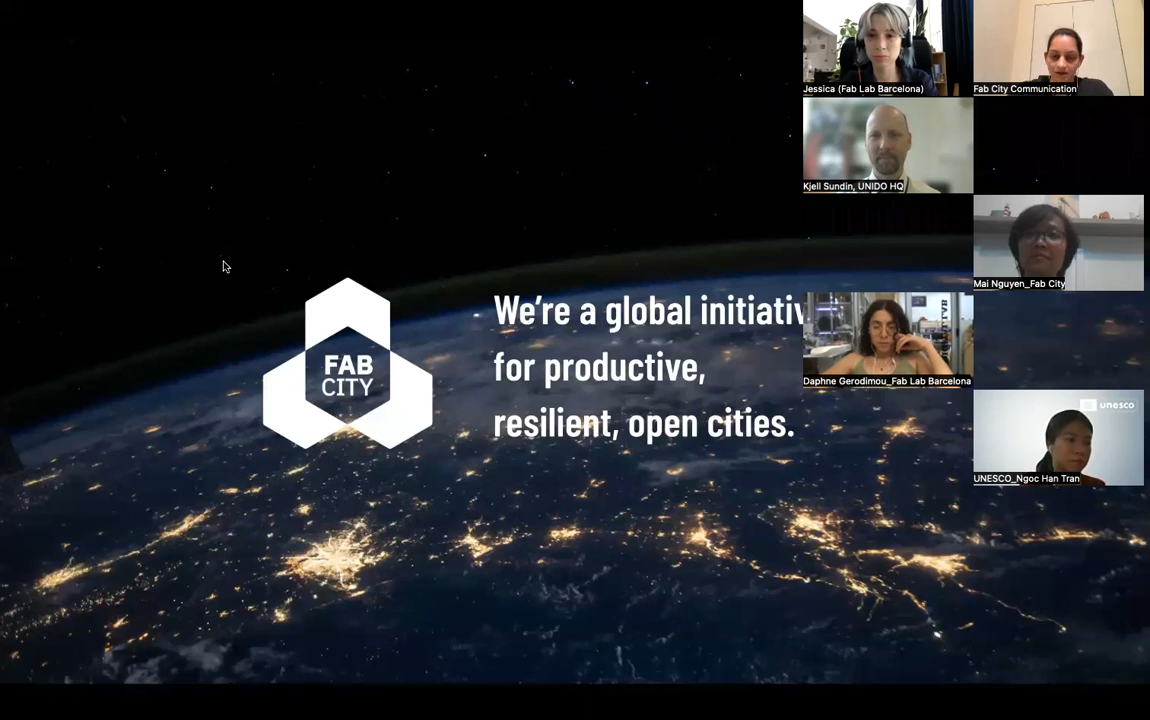 Jessica (Fab Lab Barcelona)
Fab City Communication
Kjell Sundin, UNIDO HQ
Mai Nguyen_Fab City
We're a global initiativ
for productive,
resilient, open cities.
FAB
CITY
Daphne Gerodimou_Fab Lab Barcelona
unesco
UNESCO_Ngoc Han Tran